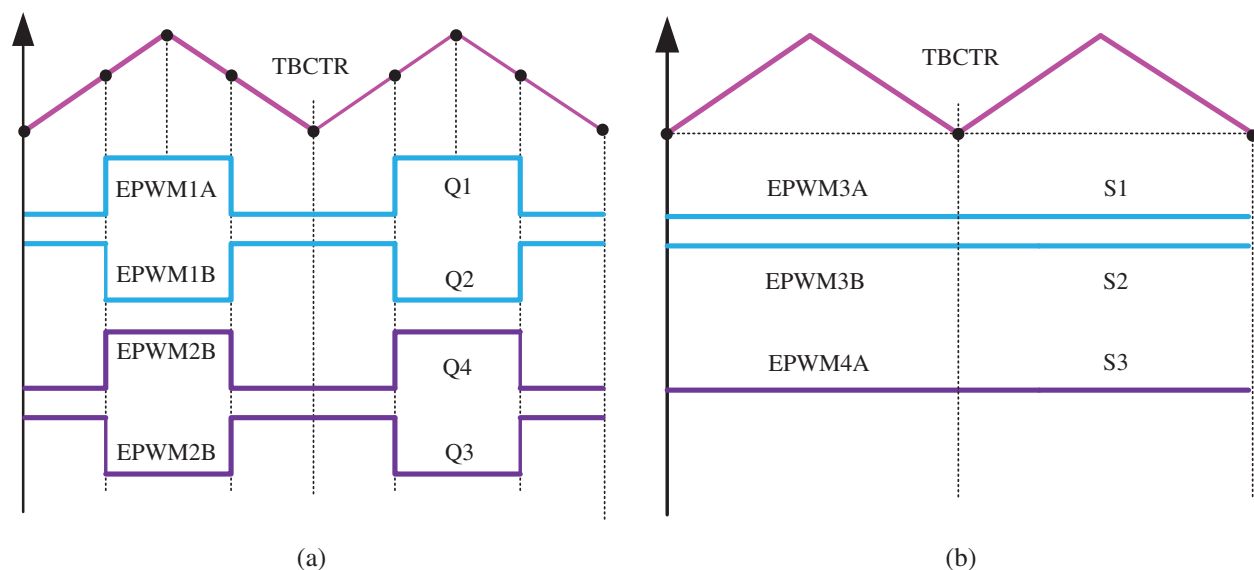 TBCTR
EPWM1A Q1
EPWM1B Q2
EPWM2B Q4
EPWM2B Q3
(a)
TBCTR
EPWM3A S1
EPWM3B S2
EPWM4A S3
(b)